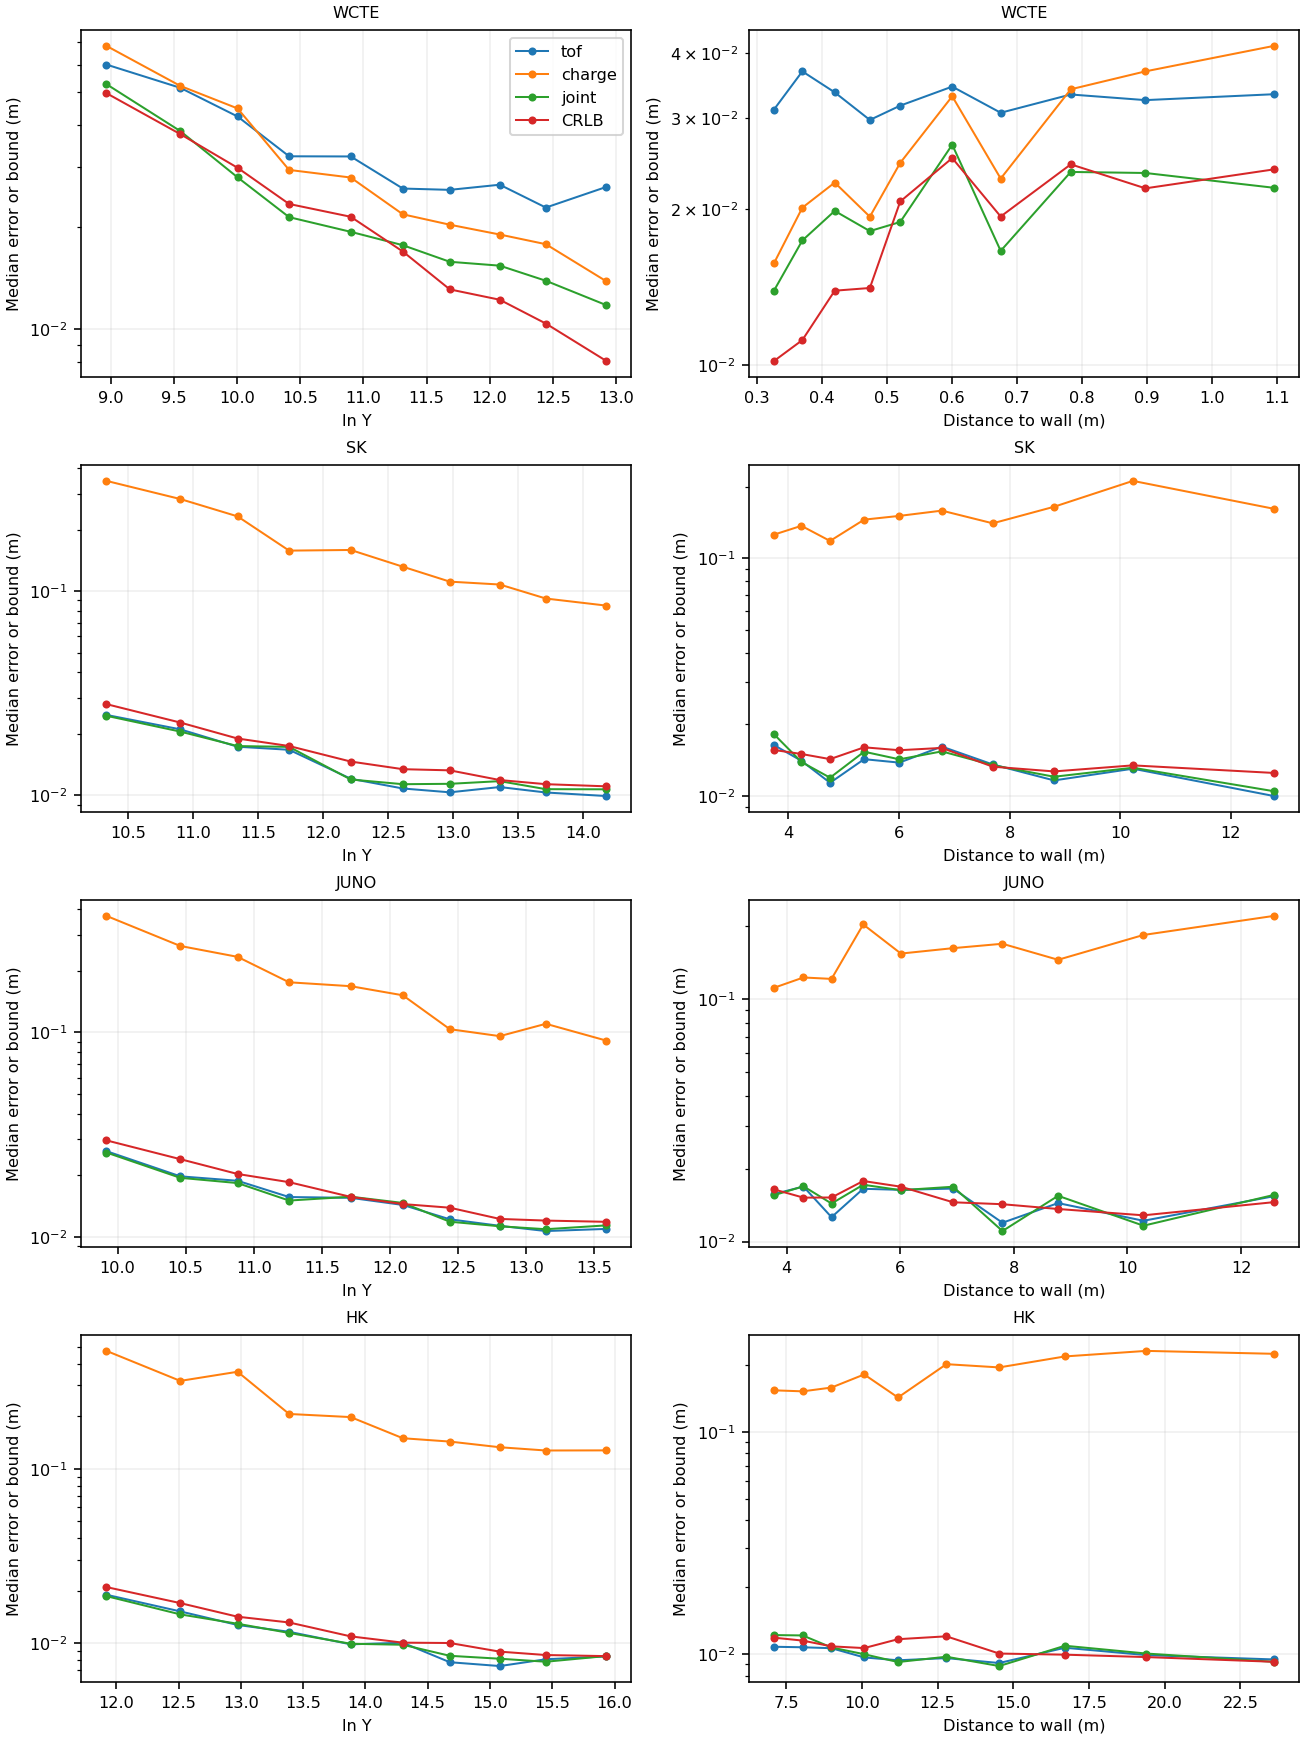 WCTE
Median error or bound (m)
10⁻²
9.0 9.5 10.0 10.5 11.0 11.5 12.0 12.5 13.0
ln Y
tof
charge
joint
CRLB
WCTE
Median error or bound (m)
4 × 10⁻²
3 × 10⁻²
2 × 10⁻²
10⁻²
0.3 0.4 0.5 0.6 0.7 0.8 0.9 1.0 1.1
Distance to wall (m)
SK
Median error or bound (m)
10⁻¹
10⁻²
10.5 11.0 11.5 12.0 12.5 13.0 13.5 14.0
ln Y
SK
Median error or bound (m)
10⁻¹
10⁻²
4 6 8 10 12
Distance to wall (m)
JUNO
Median error or bound (m)
10⁻¹
10⁻²
10.0 10.5 11.0 11.5 12.0 12.5 13.0 13.5
ln Y
JUNO
Median error or bound (m)
10⁻¹
10⁻²
4 6 8 10 12
Distance to wall (m)
HK
Median error or bound (m)
10⁻¹
10⁻²
12.0 12.5 13.0 13.5 14.0 14.5 15.0 15.5 16.0
ln Y
HK
Median error or bound (m)
10⁻¹
10⁻²
7.5 10.0 12.5 15.0 17.5 20.0 22.5
Distance to wall (m)